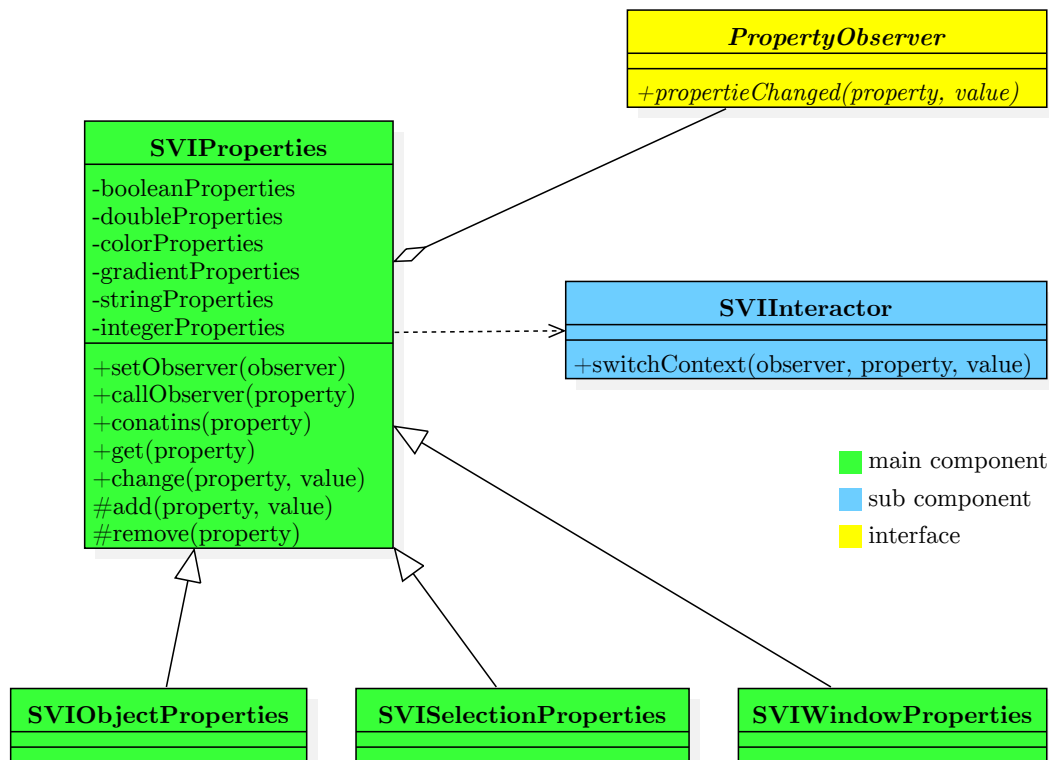 PropertyObserver
+propertieChanged(property, value)
SVIProperties
-booleanProperties
-doubleProperties
-colorProperties
-gradientProperties
-stringProperties
-integerProperties
+setObserver(observer)
+callObserver(property)
+conatins(property)
+get(property)
+change(property, value)
#add(property, value)
#remove(property)
SVIInteractor
+switchContext(observer, property, value)
main component
sub component
interface
SVIObjectProperties
SVISelectionProperties
SVIWindowProperties